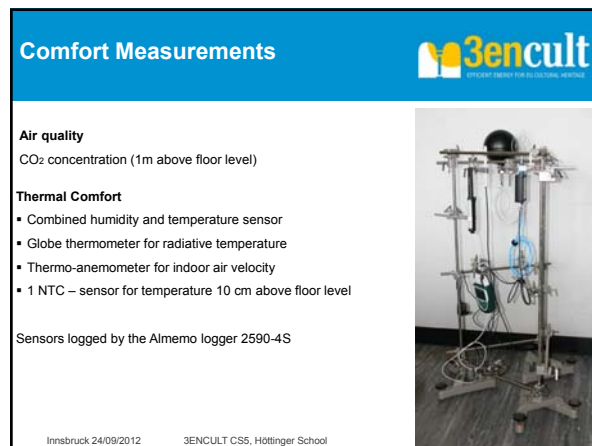 Comfort Measurements
3encult
EFFICIENT ENERGY FOR EU CULTURAL HERITAGE
Air quality
CO₂ concentration (1m above floor level)
Thermal Comfort
▪ Combined humidity and temperature sensor
▪ Globe thermometer for radiative temperature
▪ Thermo-anemometer for indoor air velocity
▪ 1 NTC – sensor for temperature 10 cm above floor level
Sensors logged by the Almemo logger 2590-4S
Innsbruck 24/09/2012 3ENCULT CS5, Höttinger School